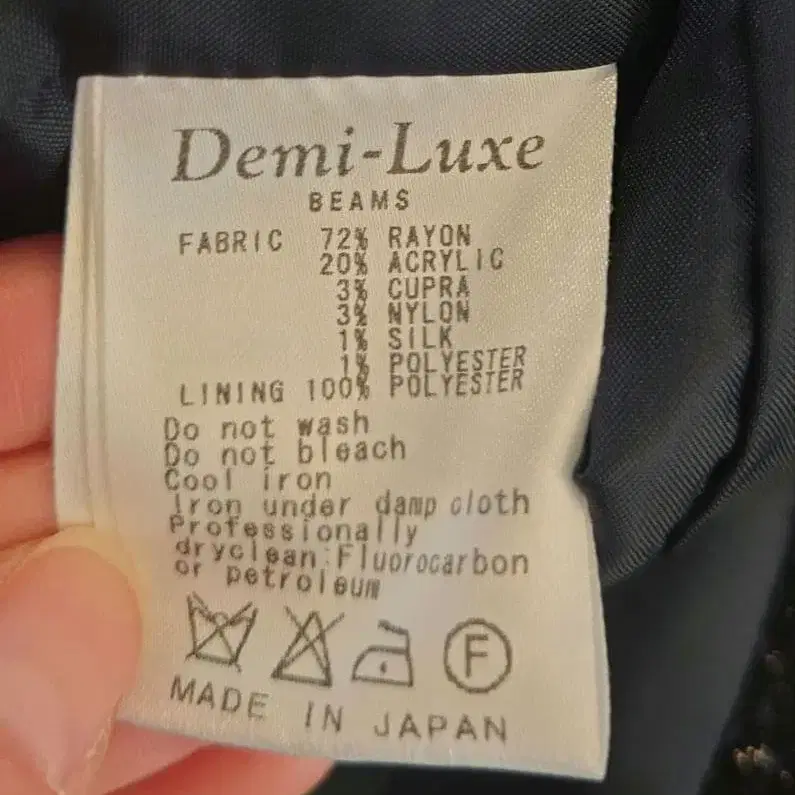 Demi-Luxe
BEAMS
FABRIC 72% RAYON
20% ACRYLIC
3% CUPRA
3% NYLON
1% SILK
1% POLYESTER
LINING 100% POLYESTER
Do not wash
Do not bleach
Cool iron
Iron under damp cloth
Professionally
dryclean:Fluorocarbon
or petroleum
F
MADE IN JAPAN